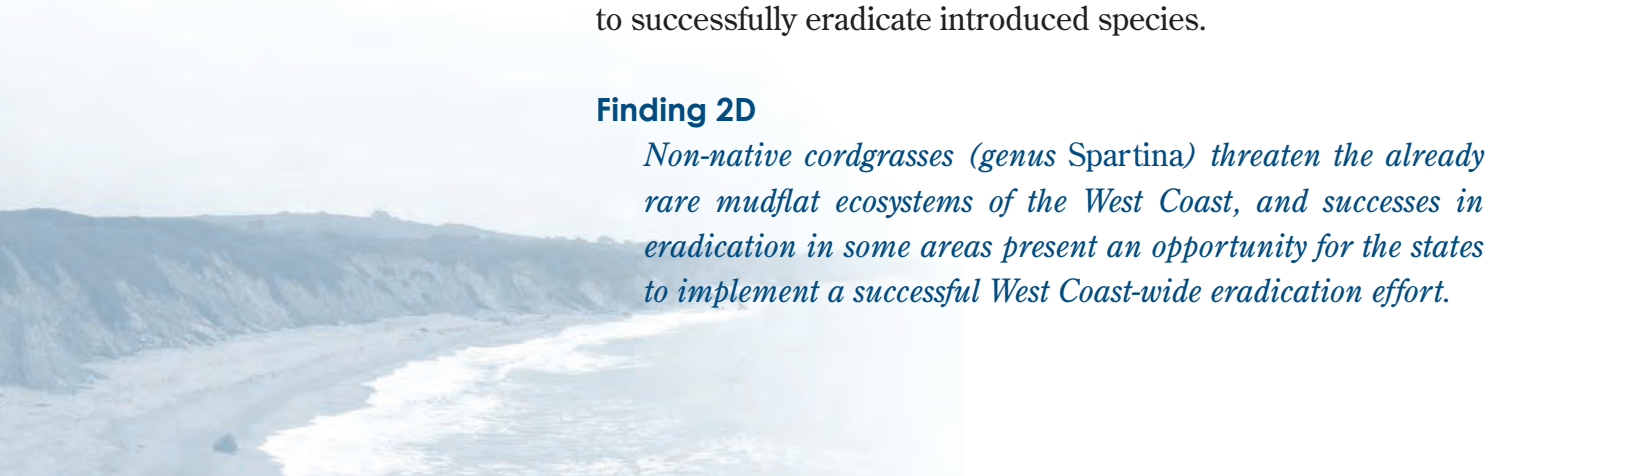 to successfully eradicate introduced species.
Finding 2D
Non-native cordgrasses (genus Spartina) threaten the already
rare mudflat ecosystems of the West Coast, and successes in
eradication in some areas present an opportunity for the states
to implement a successful West Coast-wide eradication effort.